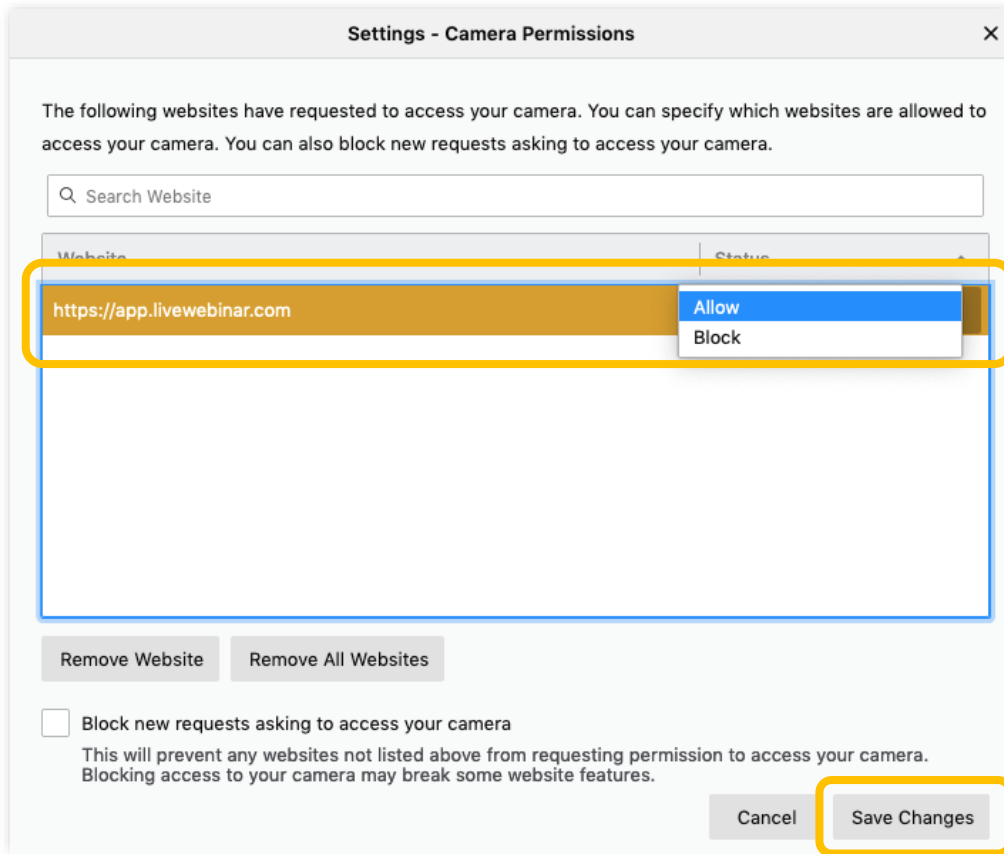 Settings - Camera Permissions
The following websites have requested to access your camera. You can specify which websites are allowed to
access your camera. You can also block new requests asking to access your camera.
Search Website
Website Status
https://app.livewebinar.com
Allow
Block
Remove Website Remove All Websites
Block new requests asking to access your camera
This will prevent any websites not listed above from requesting permission to access your camera.
Blocking access to your camera may break some website features.
Cancel Save Changes